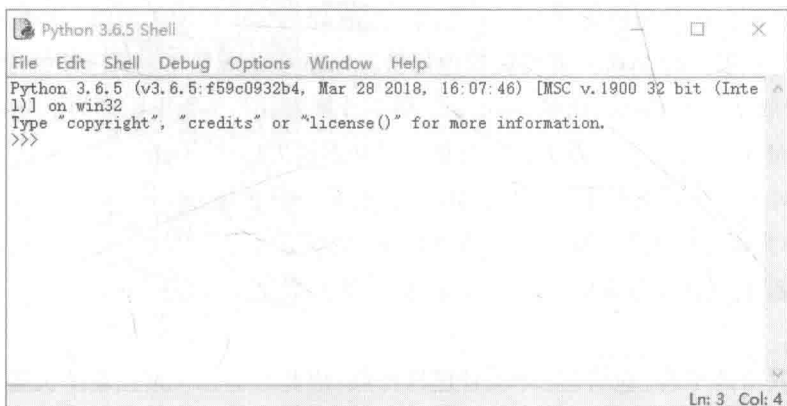 Python 3.6.5 Shell
File Edit Shell Debug Options Window Help
Python 3.6.5 (v3.6.5:f59c0932b4, Mar 28 2018, 16:07:46) [MSC v.1900 32 bit (Inte
l)] on win32
Type "copyright", "credits" or "license()" for more information.
>>>
Ln: 3 Col: 4